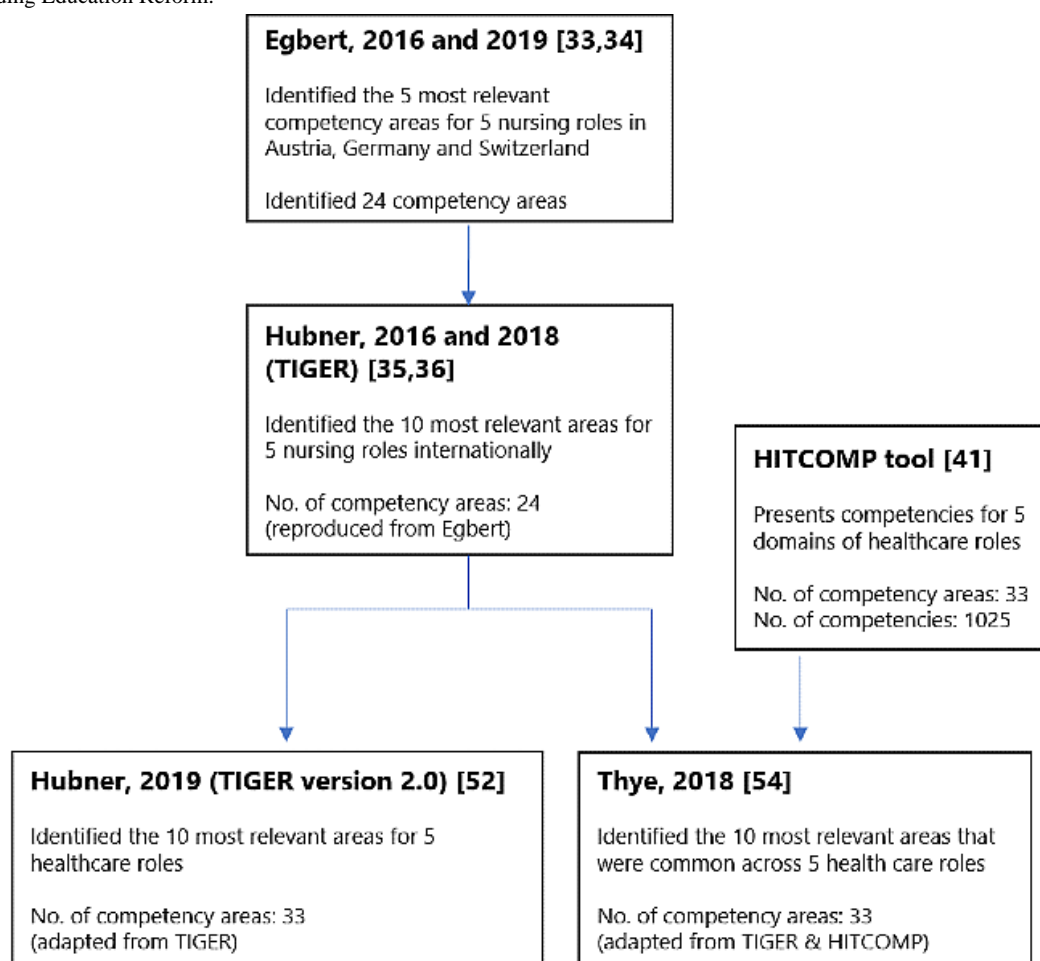 ding Education Reform.
Egbert, 2016 and 2019 [33,34]
Identified the 5 most relevant
competency areas for 5 nursing roles in
Austria, Germany and Switzerland
Identified 24 competency areas
Hubner, 2016 and 2018
(TIGER) [35,36]
Identified the 10 most relevant areas for
5 nursing roles internationally
No. of competency areas: 24
(reproduced from Egbert)
HITCOMP tool [41]
Presents competencies for 5
domains of healthcare roles
No. of competency areas: 33
No. of competencies: 1025
Hubner, 2019 (TIGER version 2.0) [52]
Identified the 10 most relevant areas for 5
healthcare roles
No. of competency areas: 33
(adapted from TIGER)
Thye, 2018 [54]
Identified the 10 most relevant areas that
were common across 5 health care roles
No. of competency areas: 33
(adapted from TIGER & HITCOMP)